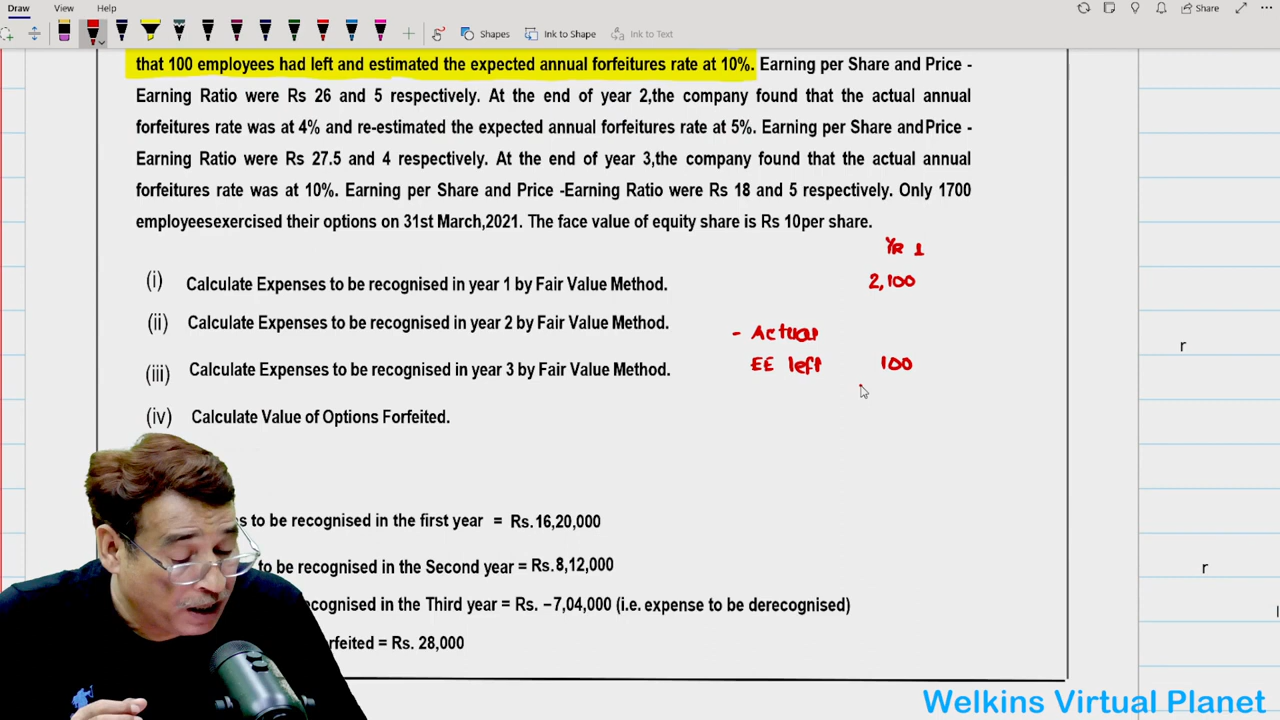 Draw View Share
Shapes Ink to Shape Ink to Text
that 100 employees had left and estimated the expected annual forfeitures rate at 10%. Earning per Share and Price -
Earning Ratio were Rs 26 and 5 respectively. At the end of year 2,the company found that the actual annual
forfeitures rate was at 4% and re-estimated the expected annual forfeitures rate at 5%. Earning per Share andPrice -
Earning Ratio were Rs 27.5 and 4 respectively. At the end of year 3,the company found that the actual annual
forfeitures rate was at 10%. Earning per Share and Price -Earning Ratio were Rs 18 and 5 respectively. Only 1700
employeesexercised their options on 31st March,2021. The face value of equity share is Rs 10per share.
YR 1
(i) Calculate Expenses to be recognised in year 1 by Fair Value Method. 2,100
(ii) Calculate Expenses to be recognised in year 2 by Fair Value Method.
- Actual
(iii) Calculate Expenses to be recognised in year 3 by Fair Value Method.
EE left 100
r
(iv) Calculate Value of Options Forfeited.
s to be recognised in the first year = Rs.16,20,000
to be recognised in the Second year = Rs.8,12,000
r
cognised in the Third year = Rs. −7,04,000 (i.e. expense to be derecognised)
rfeited = Rs. 28,000
Welkins Virtual Planet